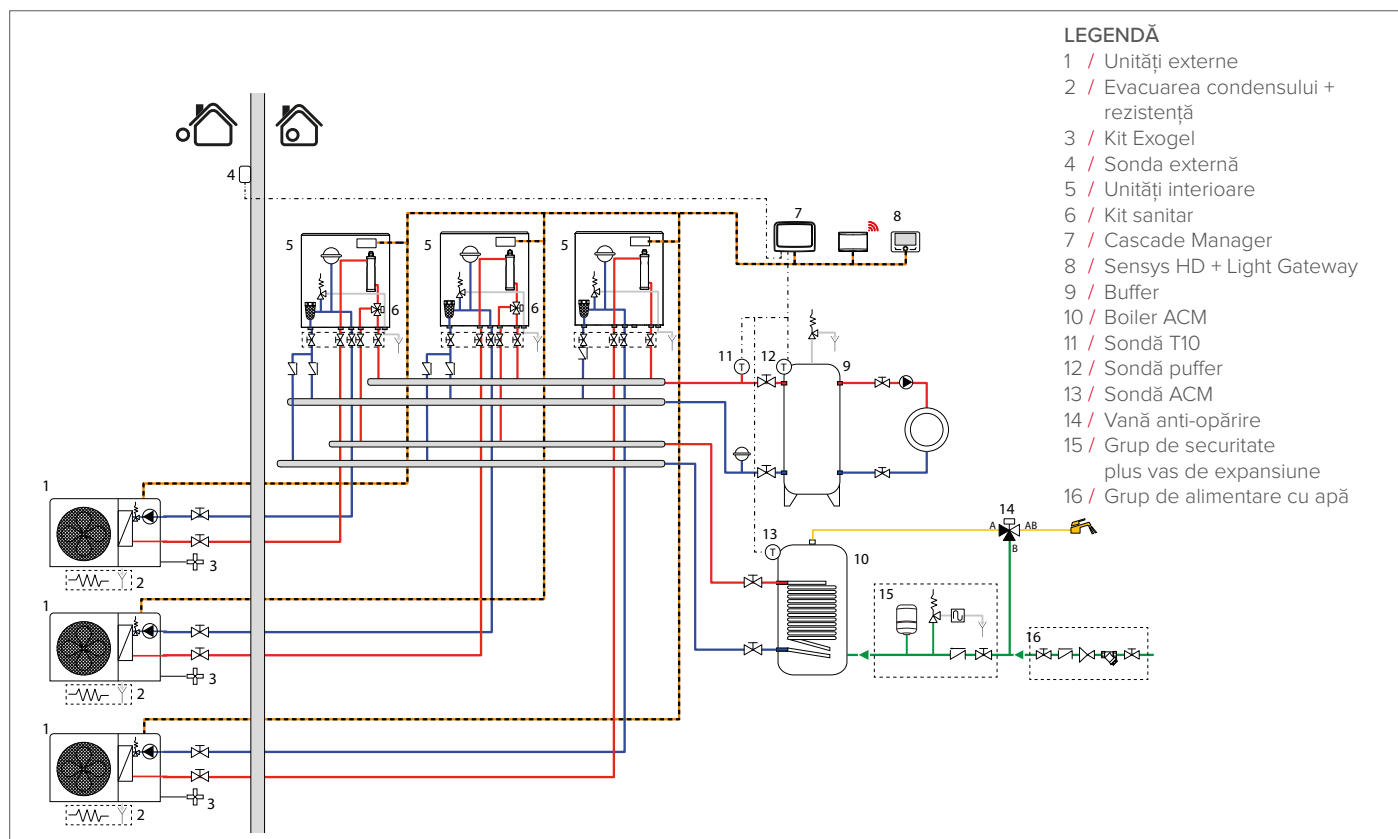 LEGENDĂ
1 / Unități externe
2 / Evacuarea condensului +
rezistență
3 / Kit Exogel
4 / Sonda externă
5 / Unități interioare
6 / Kit sanitar
7 / Cascade Manager
8 / Sensys HD + Light Gateway
9 / Buffer
10 / Boiler ACM
11 / Sondă T10
12 / Sondă puffer
13 / Sondă ACM
14 / Vană anti-opărire
15 / Grup de securitate
plus vas de expansiune
16 / Grup de alimentare cu apă
4
7
8
5
5
5
6
6
11
T
12
T
9
1
3
2
1
3
2
1
3
2
13
T
10
14
A
AB
B
15
16